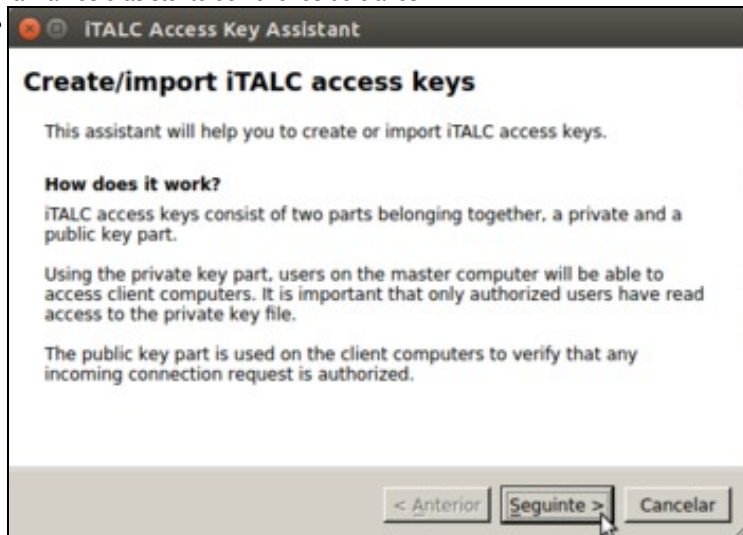 iTALC Access Key Assistant
Create/import iTALC access keys
This assistant will help you to create or import iTALC access keys.
How does it work?
iTALC access keys consist of two parts belonging together, a private and a
public key part.
Using the private key part, users on the master computer will be able to
access client computers. It is important that only authorized users have read
access to the private key file.
The public key part is used on the client computers to verify that any
incoming connection request is authorized.
< Anterior Seguinte > Cancelar